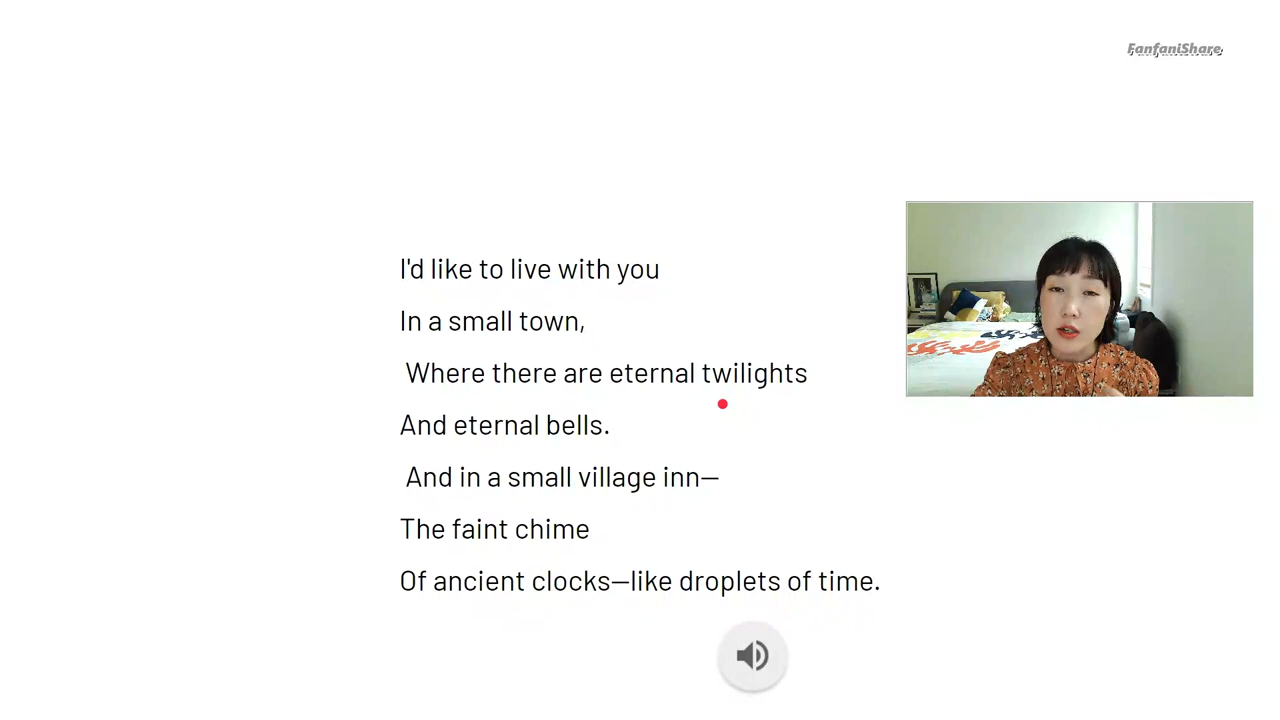 FanfaniShare
I'd like to live with you
In a small town,
Where there are eternal twilights
And eternal bells.
And in a small village inn—
The faint chime
Of ancient clocks—like droplets of time.